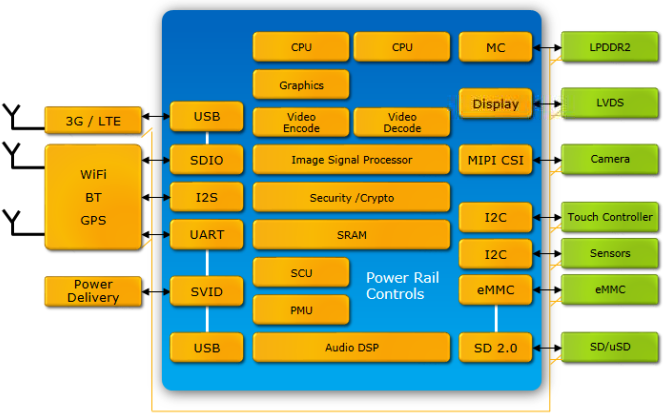 CPU
CPU
MC
LPDDR2
Graphics
Display
LVDS
3G / LTE
USB
Video
Encode
Video
Decode
WiFi
BT
GPS
SDIO
Image Signal Processor
MIPI CSI
Camera
I2S
Security /Crypto
I2C
Touch Controller
UART
SRAM
I2C
Sensors
Power
Delivery
SVID
SCU
Power Rail
Controls
eMMC
eMMC
PMU
USB
Audio DSP
SD 2.0
SD/uSD